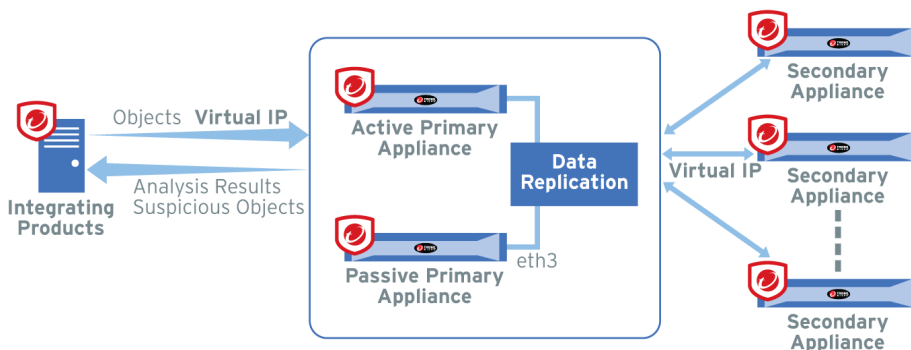 Objects Virtual IP
Analysis Results
Suspicious Objects
Integrating
Products
Active Primary
Appliance
Data
Replication
eth3
Passive Primary
Appliance
Virtual IP
Secondary
Appliance
Secondary
Appliance
Secondary
Appliance